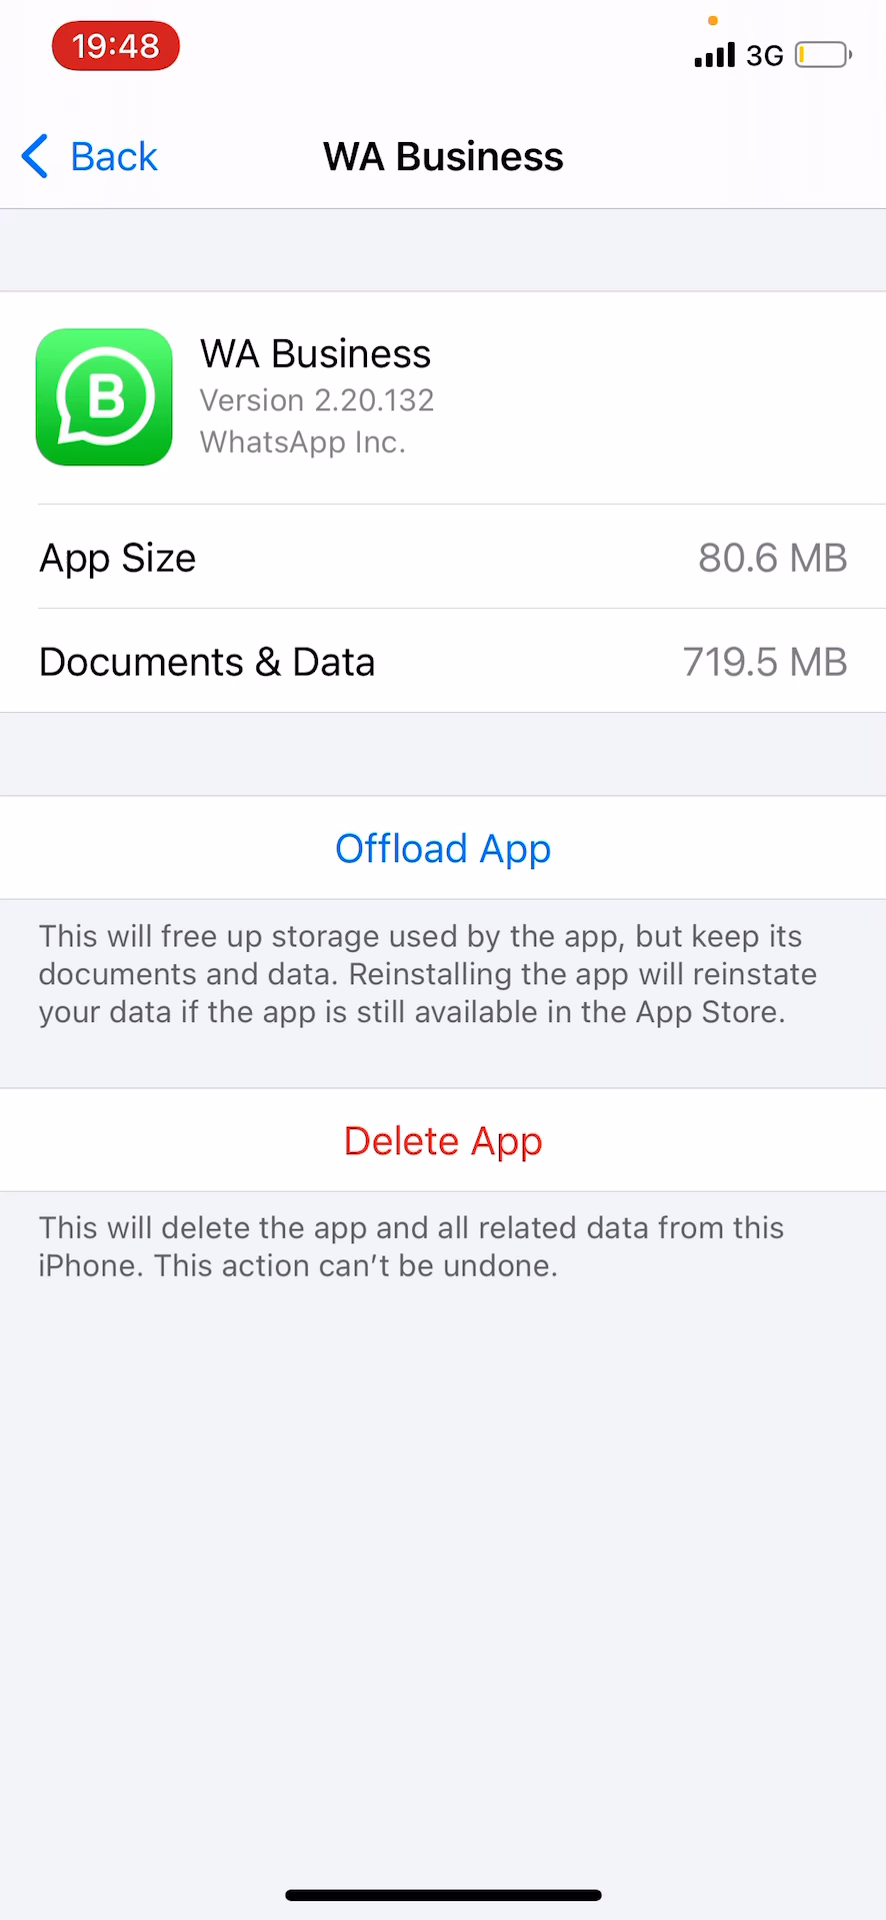 19:48
3G
Back
WA Business
B
WA Business
Version 2.20.132
WhatsApp Inc.
App Size 80.6 MB
Documents & Data 719.5 MB
Offload App
This will free up storage used by the app, but keep its
documents and data. Reinstalling the app will reinstate
your data if the app is still available in the App Store.
Delete App
This will delete the app and all related data from this
iPhone. This action can't be undone.